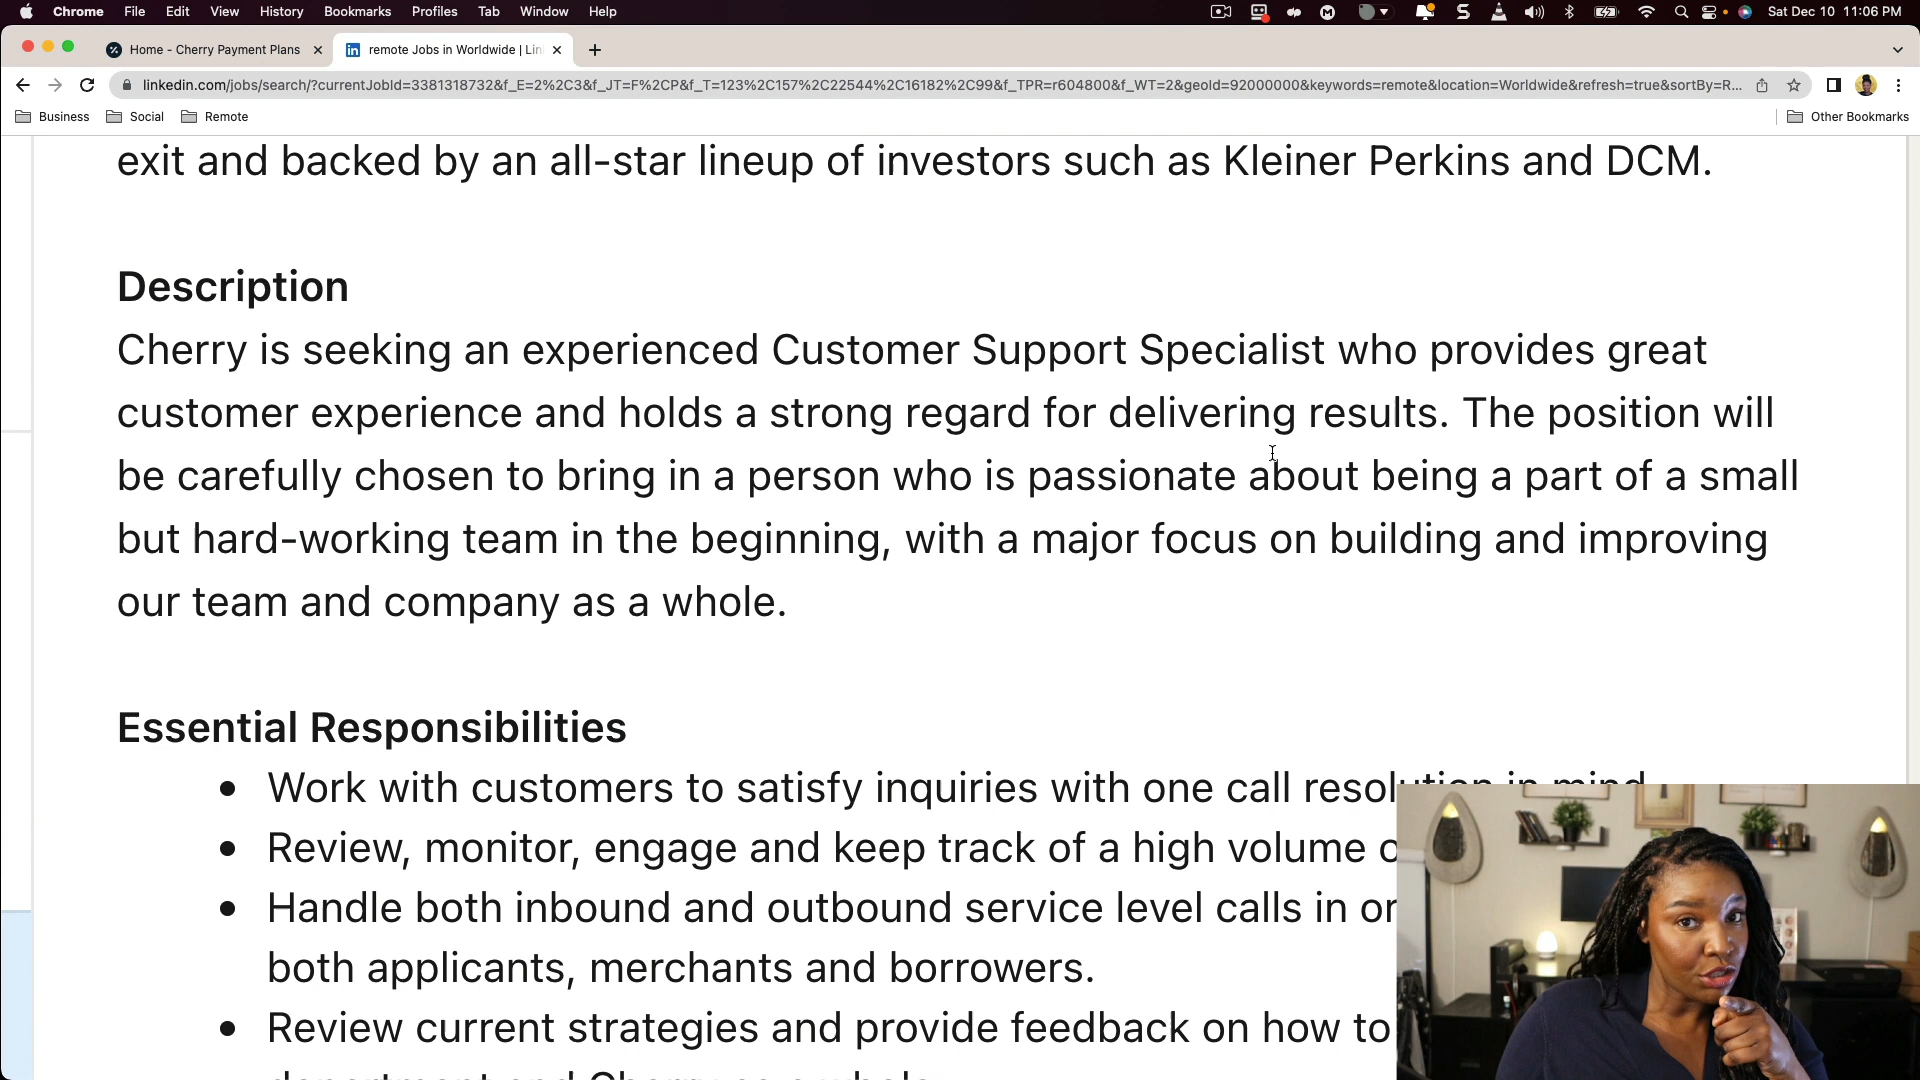 Chrome File Edit View History Bookmarks Profiles Tab Window Help Sat Dec 10 11:06 PM
Home - Cherry Payment Plans remote Jobs in Worldwide | Lin
linkedin.com/jobs/search/?currentJobId=3381318732&f_E=2%2C3&f_JT=F%2CP&f_T=123%2C157%2C22544%2C16182%2C99&f_TPR=r604800&f_WT=2&geoId=92000000&keywords=remote&location=Worldwide&refresh=true&sortBy=R...
Business Social Remote Other Bookmarks
exit and backed by an all-star lineup of investors such as Kleiner Perkins and DCM.
Description
Cherry is seeking an experienced Customer Support Specialist who provides great
customer experience and holds a strong regard for delivering results. The position will
be carefully chosen to bring in a person who is passionate about being a part of a small
but hard-working team in the beginning, with a major focus on building and improving
our team and company as a whole.
Essential Responsibilities
• Work with customers to satisfy inquiries with one call resolution in mind
• Review, monitor, engage and keep track of a high volume
• Handle both inbound and outbound service level calls in or
both applicants, merchants and borrowers.
• Review current strategies and provide feedback on how to
department and Cherry as a whole